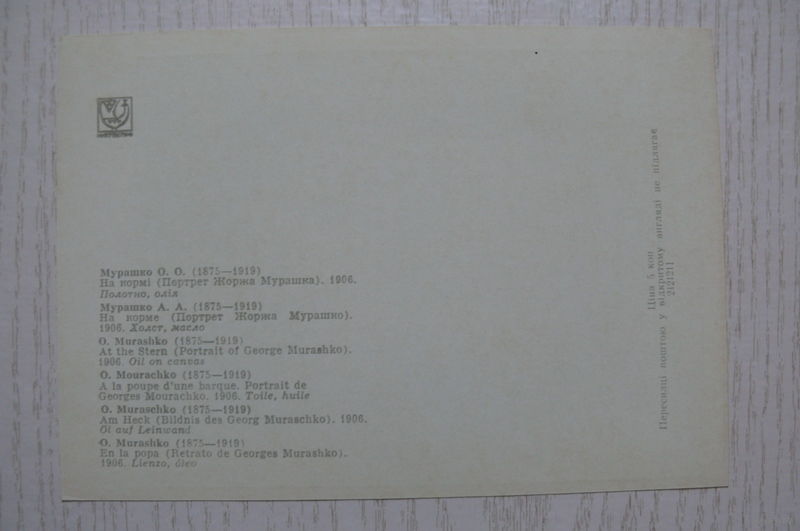 Мурашко О. О. (1875—1919)
На кормі (Портрет Жоржа Мурашка). 1906.
Полотно, олія
Мурашко А. А. (1875—1919)
На корме (Портрет Жоржа Мурашко).
1906. Холст, масло
O. Murashko (1875—1919)
At the Stern (Portrait of George Murashko).
1906. Oil on canvas
O. Mourachko (1875—1919)
A la poupe d'une barque. Portrait de
Georges Mourachko. 1906. Toile, huile
O. Muraschko (1875—1919)
Am Heck (Bildnis des Georg Muraschko). 1906.
Öl auf Leinwand
O. Murashko (1875—1919)
En la popa (Retrato de Georges Murashko).
1906. Lienzo, óleo
Ціна 5 коп
Пересилці поштою у відкритому вигляді не підлягає
2421211